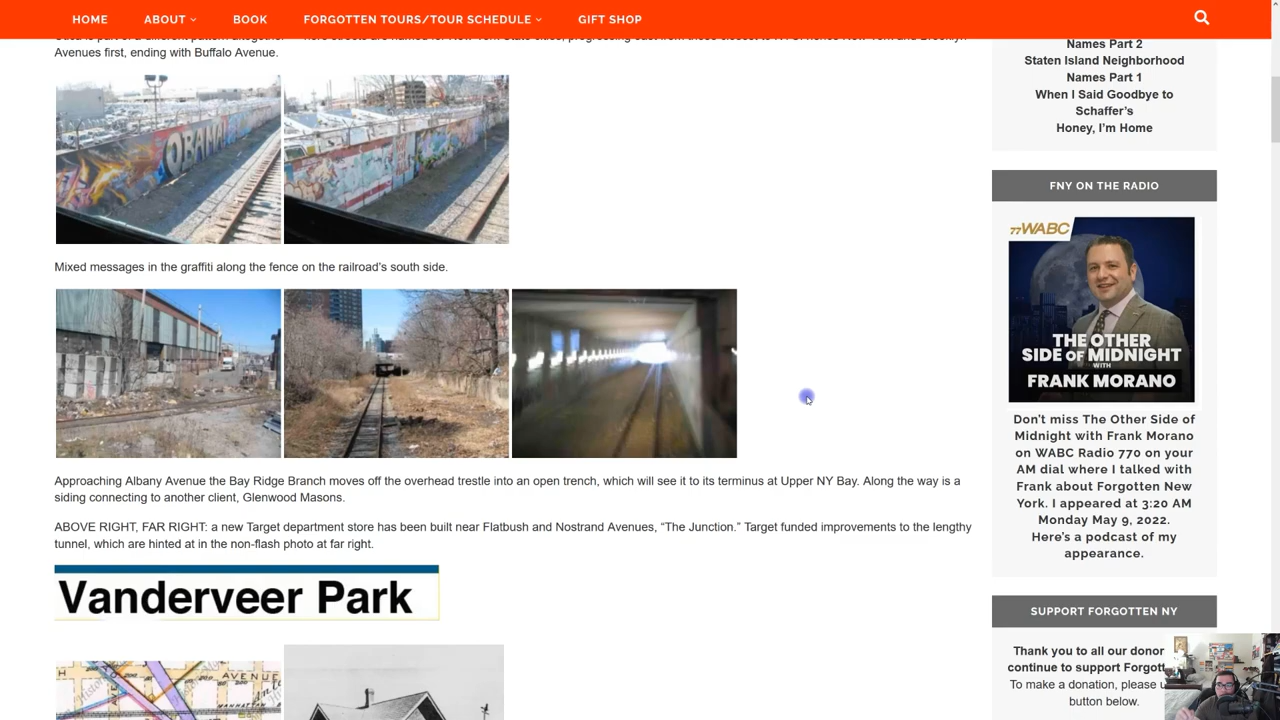 HOME
ABOUT
BOOK
FORGOTTEN TOURS/TOUR SCHEDULE
GIFT SHOP
Avenues first, ending with Buffalo Avenue.
OBAMA
Mixed messages in the graffiti along the fence on the railroad's south side.
Approaching Albany Avenue the Bay Ridge Branch moves off the overhead trestle into an open trench, which will see it to its terminus at Upper NY Bay. Along the way is a
siding connecting to another client, Glenwood Masons.
ABOVE RIGHT, FAR RIGHT: a new Target department store has been built near Flatbush and Nostrand Avenues, “The Junction.” Target funded improvements to the lengthy
tunnel, which are hinted at in the non-flash photo at far right.
Vanderveer Park
AVENUE
Names Part 2
Staten Island Neighborhood
Names Part 1
When I Said Goodbye to
Schaffer’s
Honey, I’m Home
FNY ON THE RADIO
77WABC
THE OTHER
SIDE OF MIDNIGHT
WITH
FRANK MORANO
Don’t miss The Other Side of
Midnight with Frank Morano
on WABC Radio 770 on your
AM dial where I talked with
Frank about Forgotten New
York. I appeared at 3:20 AM
Monday May 9, 2022.
Here’s a podcast of my
appearance.
SUPPORT FORGOTTEN NY
Thank you to all our donor
continue to support Forgott
To make a donation, please
button below.